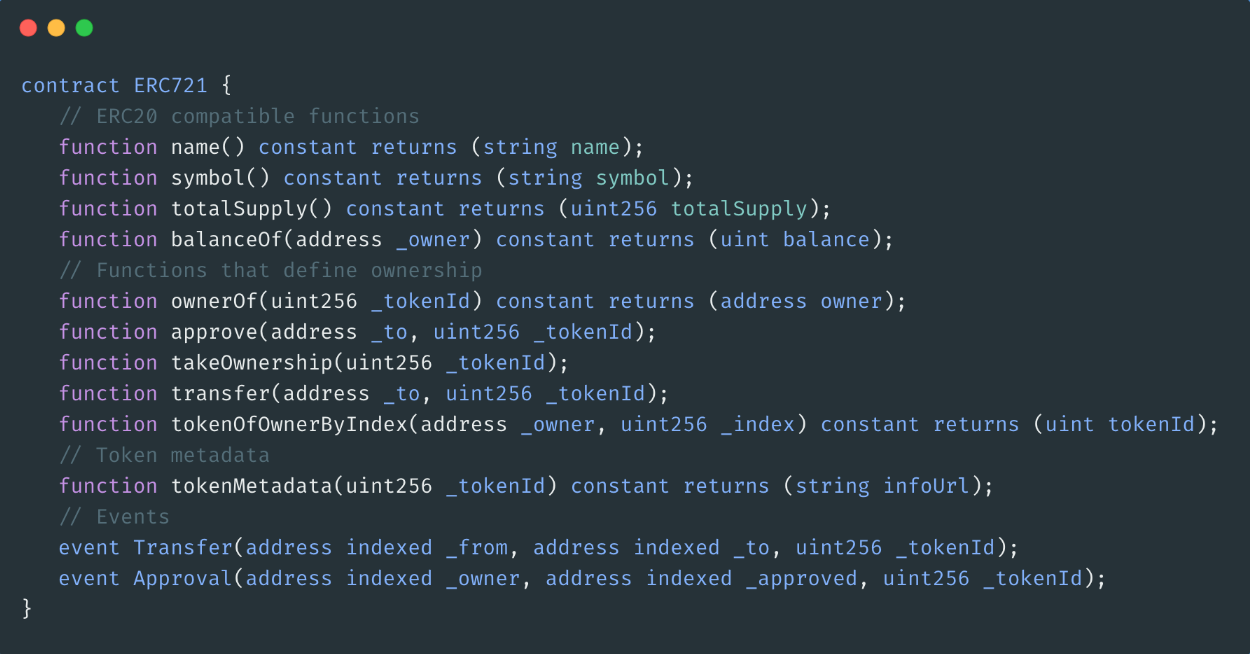 contract ERC721 {
// ERC20 compatible functions
function name() constant returns (string name);
function symbol() constant returns (string symbol);
function totalSupply() constant returns (uint256 totalSupply);
function balanceOf(address _owner) constant returns (uint balance);
// Functions that define ownership
function ownerOf(uint256 _tokenId) constant returns (address owner);
function approve(address _to, uint256 _tokenId);
function takeOwnership(uint256 _tokenId);
function transfer(address _to, uint256 _tokenId);
function tokenOfOwnerByIndex(address _owner, uint256 _index) constant returns (uint tokenId);
// Token metadata
function tokenMetadata(uint256 _tokenId) constant returns (string infoUrl);
// Events
event Transfer(address indexed _from, address indexed _to, uint256 _tokenId);
event Approval(address indexed _owner, address indexed _approved, uint256 _tokenId);
}